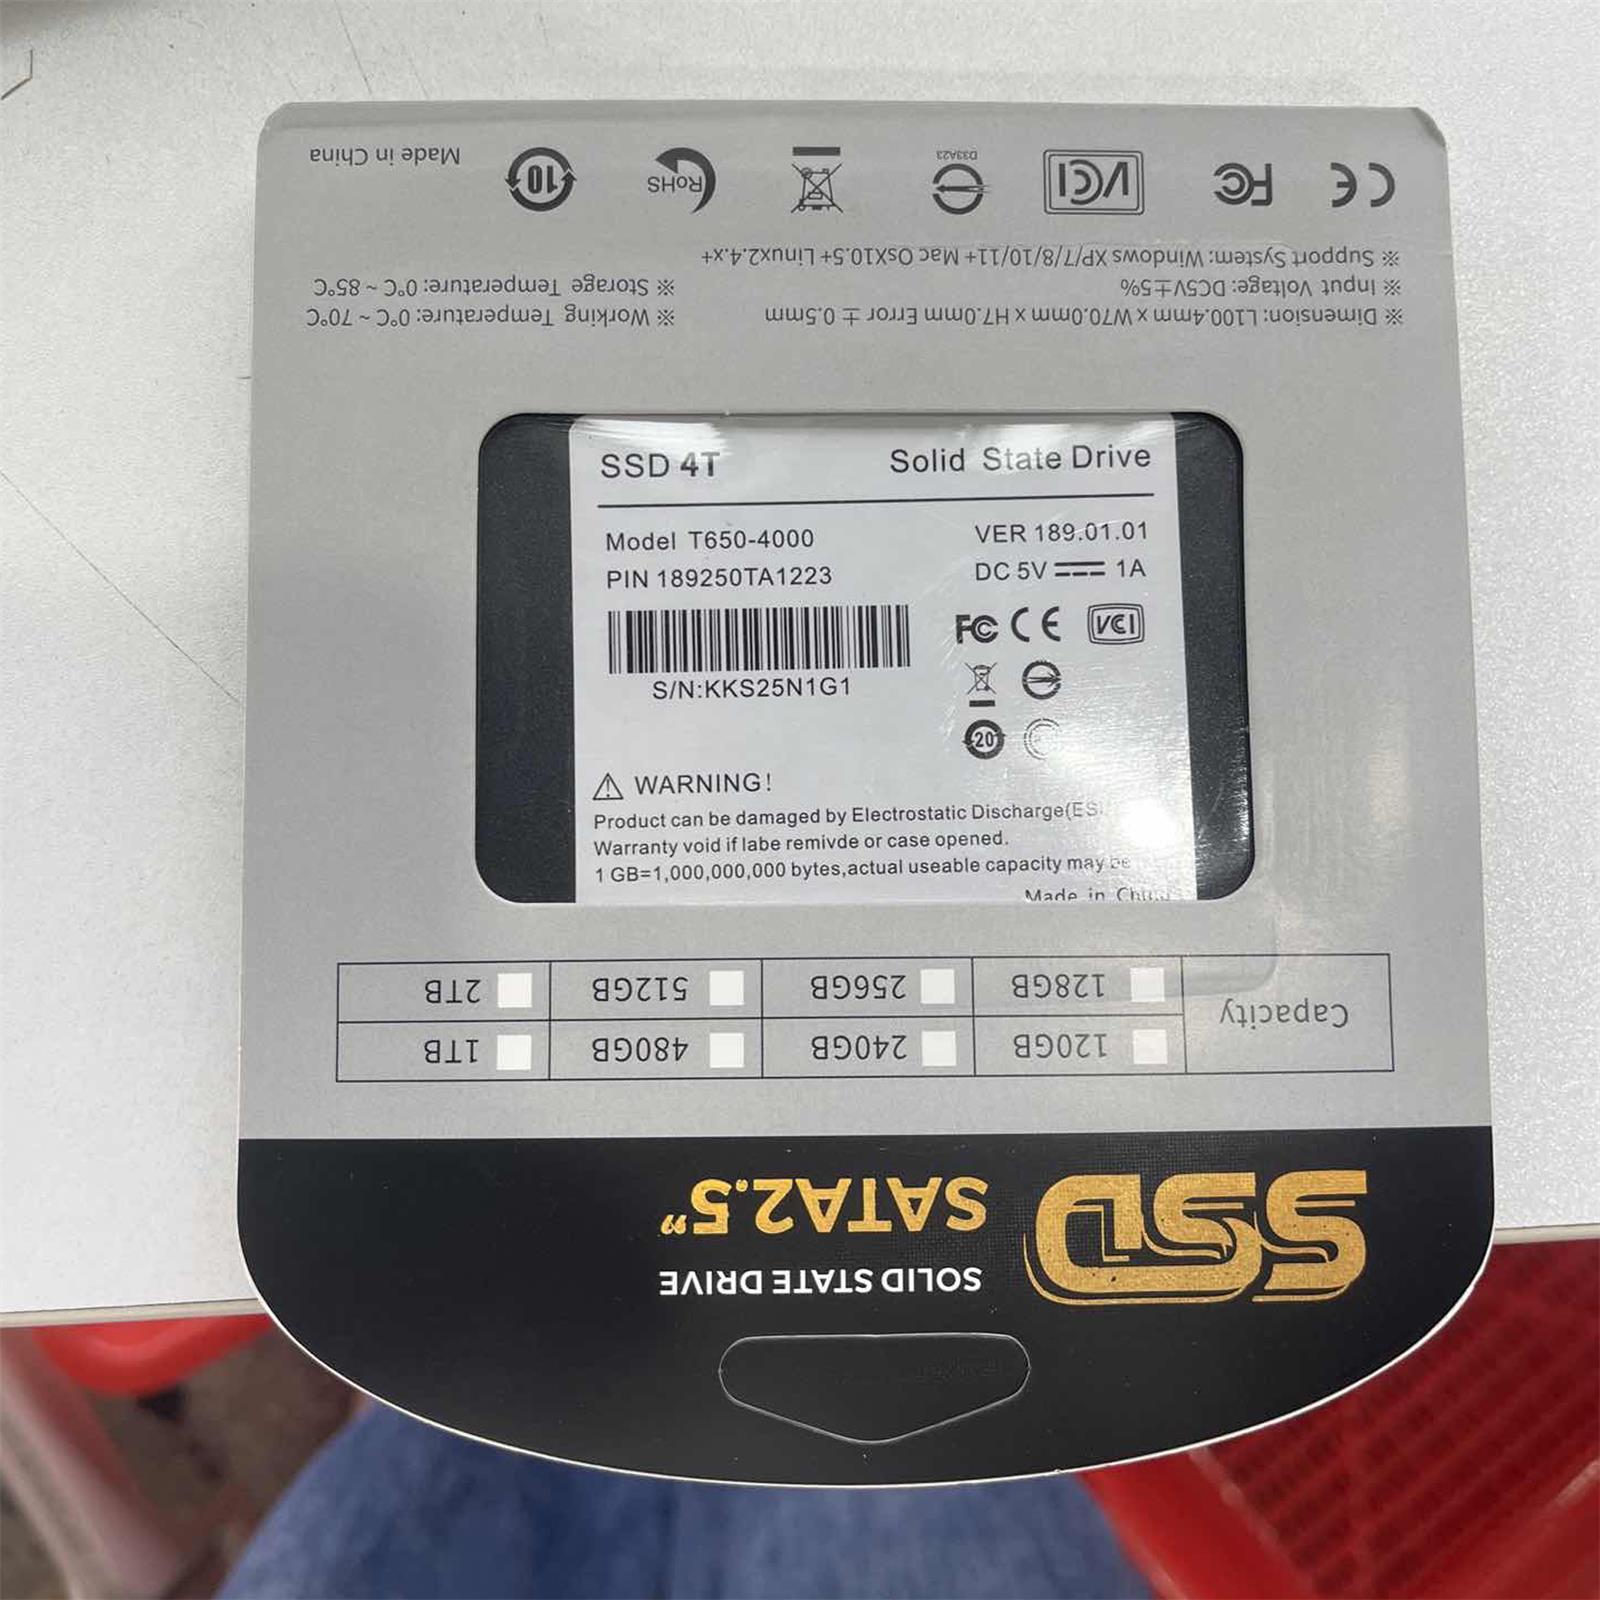 SSD 4T Solid State Drive
Model T650-4000 VER 189.01.01
PIN 189250TA1223 DC 5V 1A
FC CE VCI
S/N:KKS25N1G1
20
WARNING!
Product can be damaged by Electrostatic Discharge(ES
Warranty void if labe remivde or case opened.
1 GB=1,000,000,000 bytes,actual useable capacity may be
Made in China
SSD SATA2.5”
SOLID STATE DRIVE
Capacity 120GB 240GB 480GB 1TB
128GB 256GB 512GB 2TB
※ Dimension: L100.4mm x W70.0mm x H7.0mm Error ± 0.5mm ※ Working Temperature: 0°C ~ 70°C
※ Input Voltage: DC5V±5% ※ Storage Temperature: 0°C ~ 85°C
※ Support System: Windows XP/7/8/10/11+ Mac OsX10.5+ Linux2.4.x+
CE FC VCI D33A23 RoHS 10 Made in China